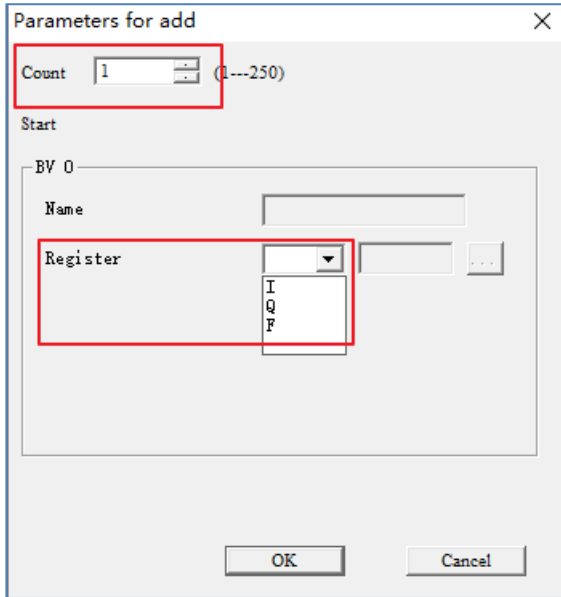 Parameters for add
Count 1 (1---250)
Start
BV 0
Name
Register ...
I
Q
F
OK Cancel